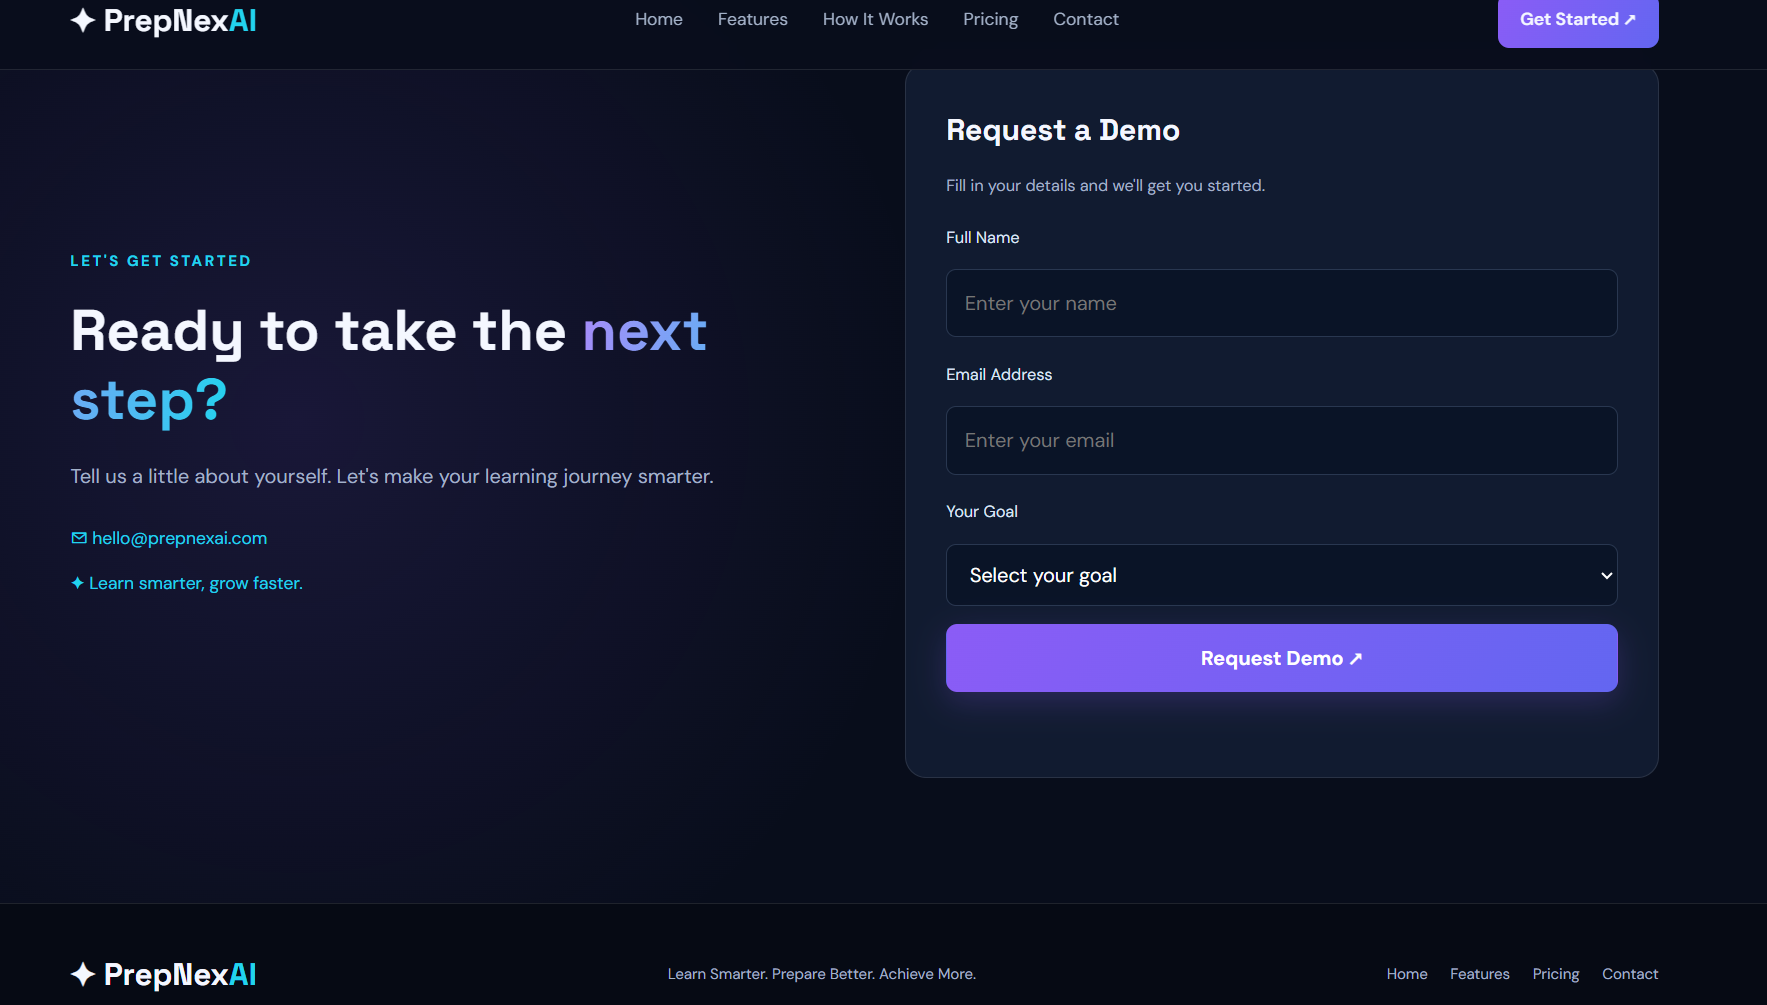 ✦ PrepNexAI
Home Features How It Works Pricing Contact
Get Started ↗
LET'S GET STARTED
Ready to take the next
step?
Tell us a little about yourself. Let's make your learning journey smarter.
✉ hello@prepnexai.com
✦ Learn smarter, grow faster.
Request a Demo
Fill in your details and we'll get you started.
Full Name
Enter your name
Email Address
Enter your email
Your Goal
Select your goal
Request Demo ↗
✦ PrepNexAI
Learn Smarter. Prepare Better. Achieve More.
Home Features Pricing Contact